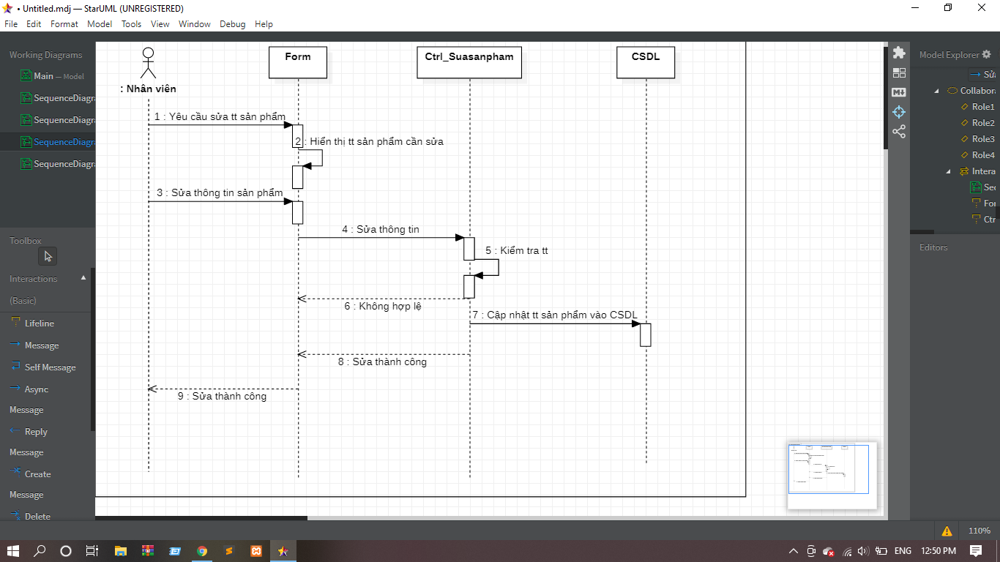 • Untitled.mdj — StarUML (UNREGISTERED)
File Edit Format Model Tools View Window Debug Help
Working Diagrams
Main — Model
SequenceDiagra
SequenceDiagra
SequenceDiagra
SequenceDiagra
Toolbox
Interactions
(Basic)
Lifeline
Message
Self Message
Async
Message
Reply
Message
Create
Message
Delete
: Nhân viên
Form
Ctrl_Suasanpham
CSDL
1 : Yêu cầu sửa tt sản phẩm
2 : Hiển thị tt sản phẩm cần sửa
3 : Sửa thông tin sản phẩm
4 : Sửa thông tin
5 : Kiểm tra tt
6 : Không hợp lệ
7 : Cập nhật tt sản phẩm vào CSDL
8 : Sửa thành công
9 : Sửa thành công
Model Explorer
Sử
Collabora
Role1
Role2
Role3
Role4
Intera
Sec
For
Ctr
Editors
110%
ENG 12:50 PM